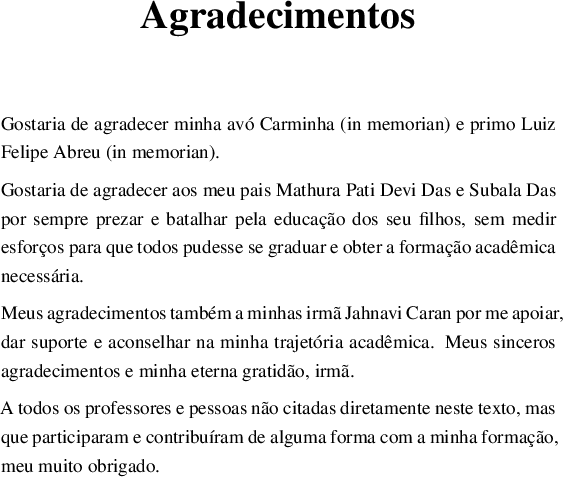 Agradecimentos
Gostaria de agradecer minha avó Carminha (in memorian) e primo Luiz
Felipe Abreu (in memorian).
Gostaria de agradecer aos meu pais Mathura Pati Devi Das e Subala Das
por sempre prezar e batalhar pela educação dos seu filhos, sem medir
esforços para que todos pudesse se graduar e obter a formação acadêmica
necessária.
Meus agradecimentos também a minhas irmã Jahnavi Caran por me apoiar,
dar suporte e aconselhar na minha trajetória acadêmica. Meus sinceros
agradecimentos e minha eterna gratidão, irmã.
A todos os professores e pessoas não citadas diretamente neste texto, mas
que participaram e contribuíram de alguma forma com a minha formação,
meu muito obrigado.